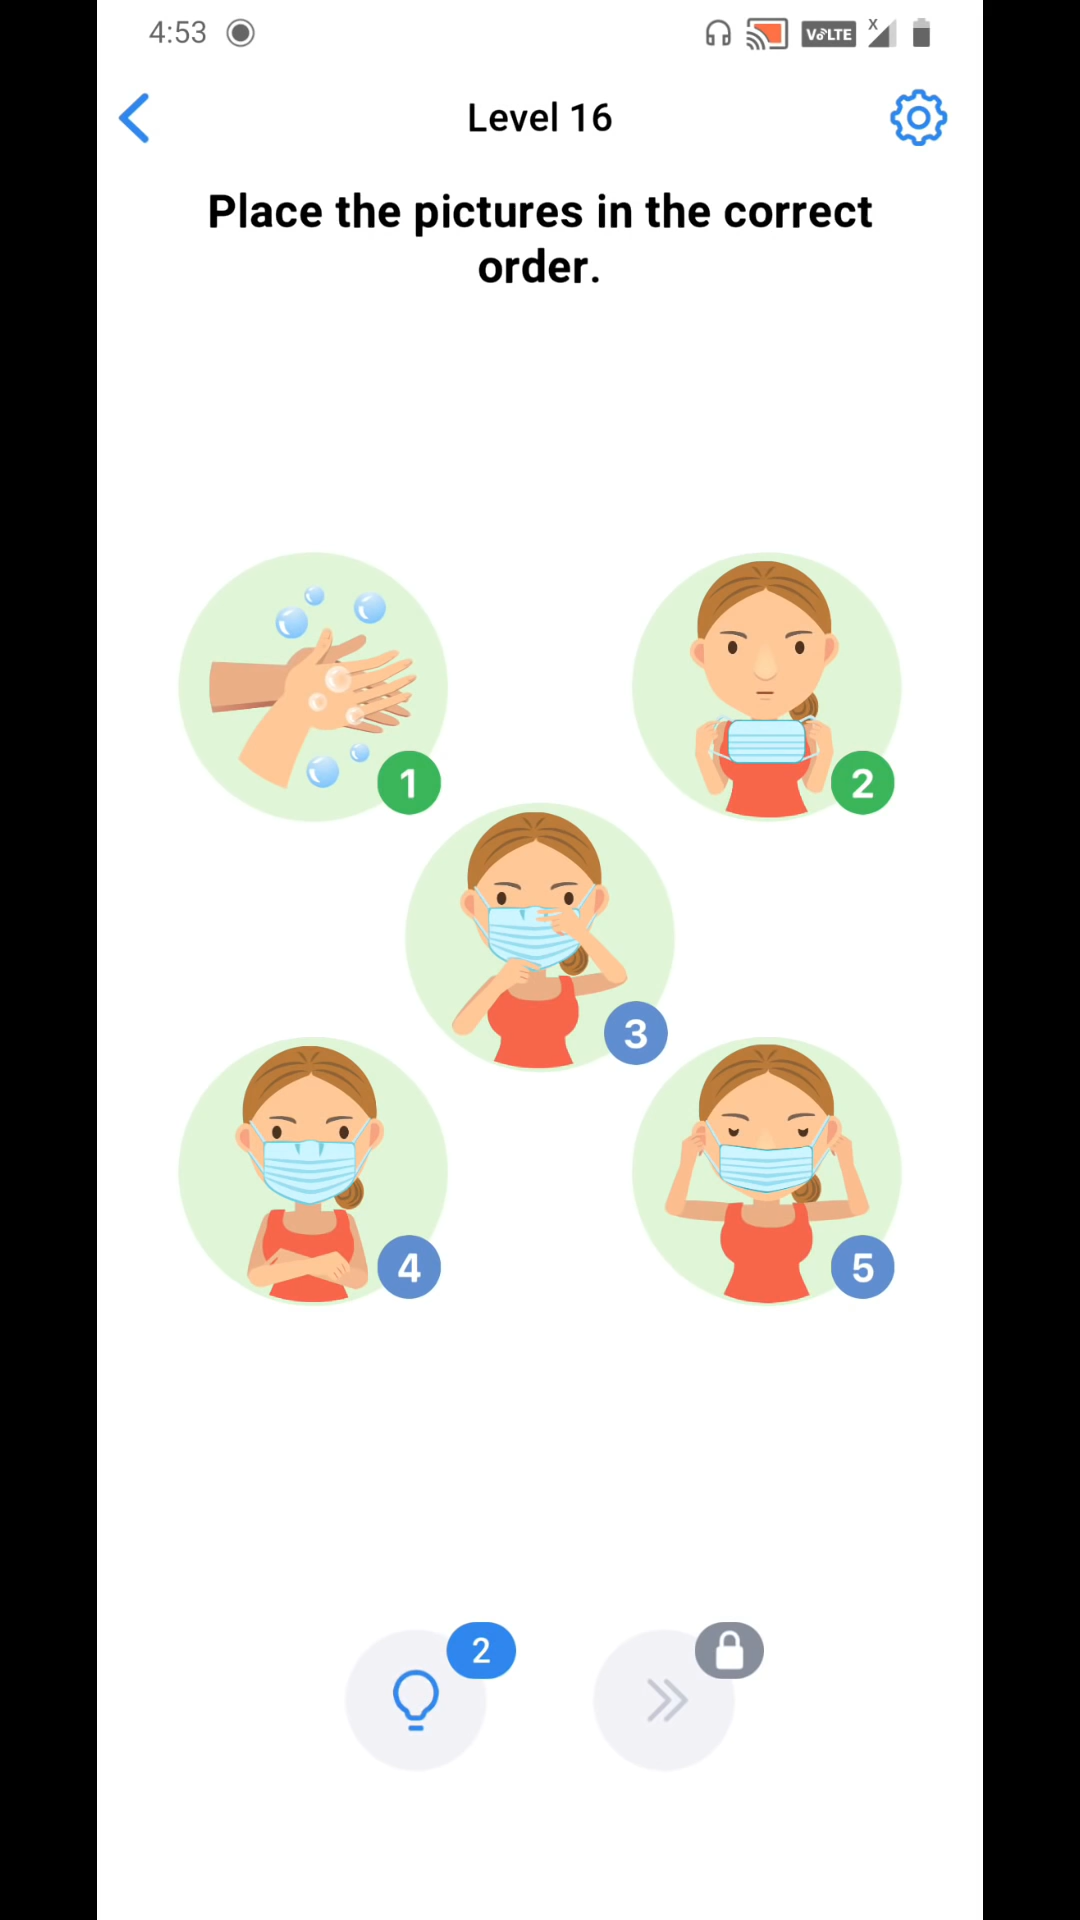 4:53
VoLTE
X
Level 16
Place the pictures in the correct
order.
1
2
3
4
5
2